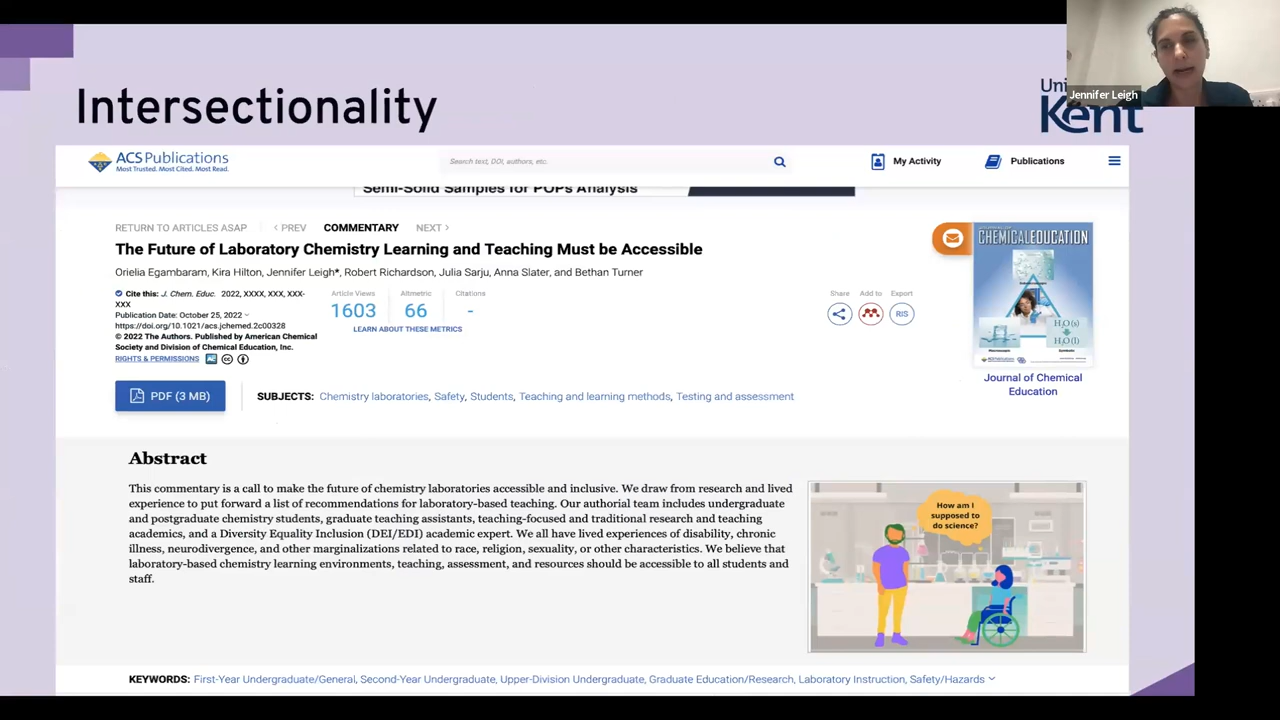 Intersectionality
Uni
Kent
Jennifer Leigh
ACS Publications
Most Trusted. Most Cited. Most Read.
Search text, DOI, authors, etc.
My Activity
Publications
Semi-Solid Samples for POPs Analysis
RETURN TO ARTICLES ASAP
< PREV
COMMENTARY
NEXT >
The Future of Laboratory Chemistry Learning and Teaching Must be Accessible
Orielia Egambaram, Kira Hilton, Jennifer Leigh*, Robert Richardson, Julia Sarju, Anna Slater, and Bethan Turner
Cite this: J. Chem. Educ. 2022, XXXX, XXX, XXX-
XXX
Publication Date: October 25, 2022
https://doi.org/10.1021/acs.jchemed.2c00328
© 2022 The Authors. Published by American Chemical
Society and Division of Chemical Education, Inc.
RIGHTS & PERMISSIONS
Article Views
1603
Altmetric
66
Citations
-
LEARN ABOUT THESE METRICS
Share
Add to
Export
RIS
CHEMICALEDUCATION
H₂O(s)
H₂O(l)
Journal of Chemical
Education
PDF (3 MB)
SUBJECTS: Chemistry laboratories, Safety, Students, Teaching and learning methods, Testing and assessment
Abstract
This commentary is a call to make the future of chemistry laboratories accessible and inclusive. We draw from research and lived
experience to put forward a list of recommendations for laboratory-based teaching. Our authorial team includes undergraduate
and postgraduate chemistry students, graduate teaching assistants, teaching-focused and traditional research and teaching
academics, and a Diversity Equality Inclusion (DEI/EDI) academic expert. We all have lived experiences of disability, chronic
illness, neurodivergence, and other marginalizations related to race, religion, sexuality, or other characteristics. We believe that
laboratory-based chemistry learning environments, teaching, assessment, and resources should be accessible to all students and
staff.
How am I
supposed to
do science?
KEYWORDS: First-Year Undergraduate/General, Second-Year Undergraduate, Upper-Division Undergraduate, Graduate Education/Research, Laboratory Instruction, Safety/Hazards